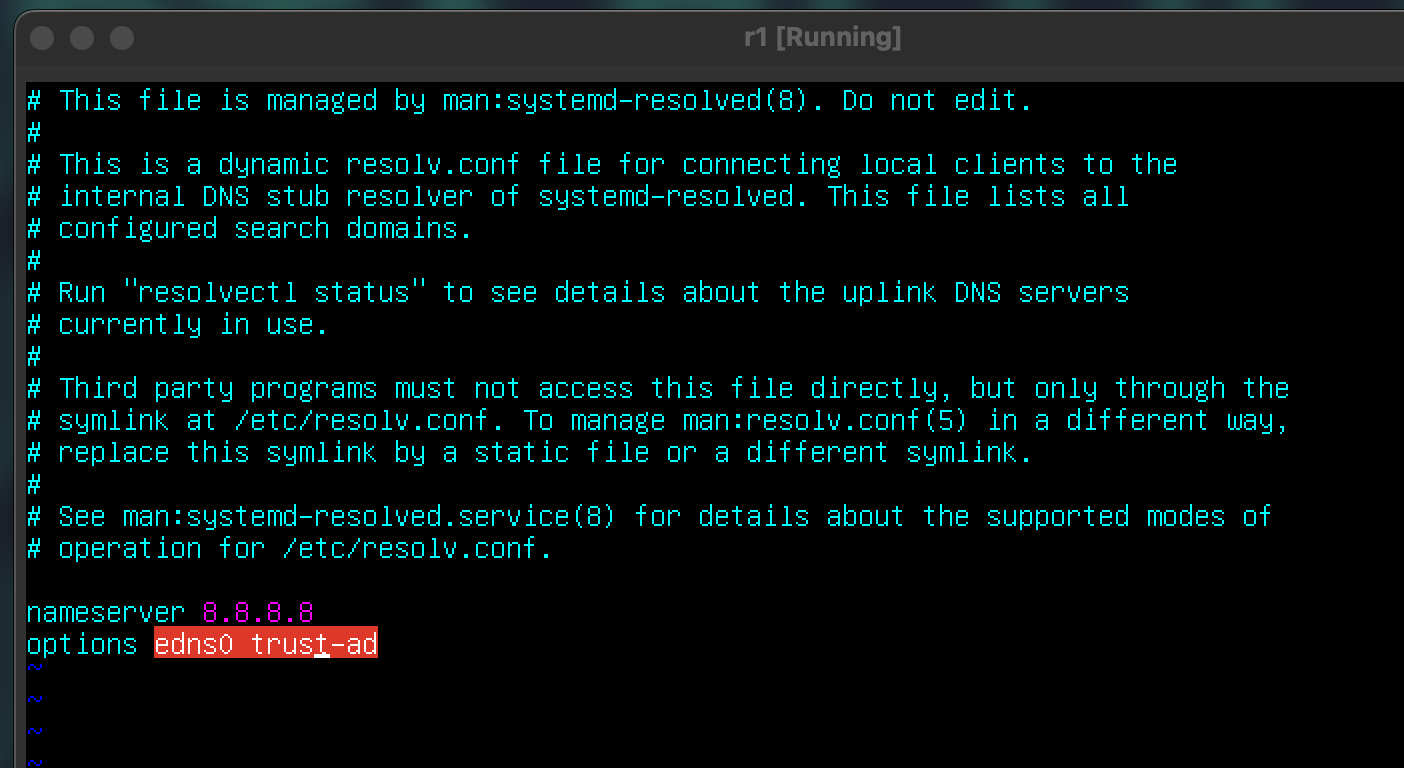 r1 [Running]
# This file is managed by man:systemd-resolved(8). Do not edit.
#
# This is a dynamic resolv.conf file for connecting local clients to the
# internal DNS stub resolver of systemd-resolved. This file lists all
# configured search domains.
#
# Run "resolvectl status" to see details about the uplink DNS servers
# currently in use.
#
# Third party programs must not access this file directly, but only through the
# symlink at /etc/resolv.conf. To manage man:resolv.conf(5) in a different way,
# replace this symlink by a static file or a different symlink.
#
# See man:systemd-resolved.service(8) for details about the supported modes of
# operation for /etc/resolv.conf.
nameserver 8.8.8.8
options edns0 trust-ad
~
~
~
~